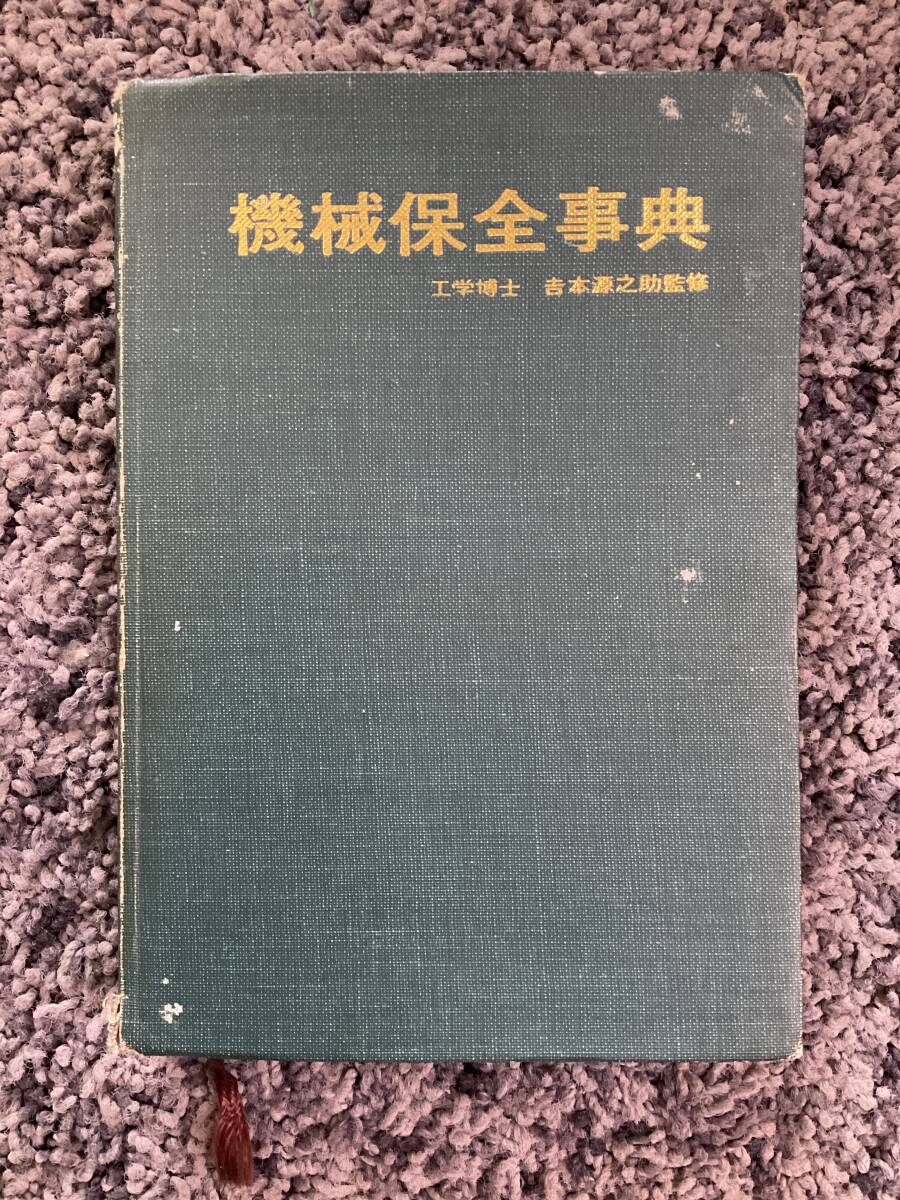 機械保全事典
工学博士 吉本源之助監修